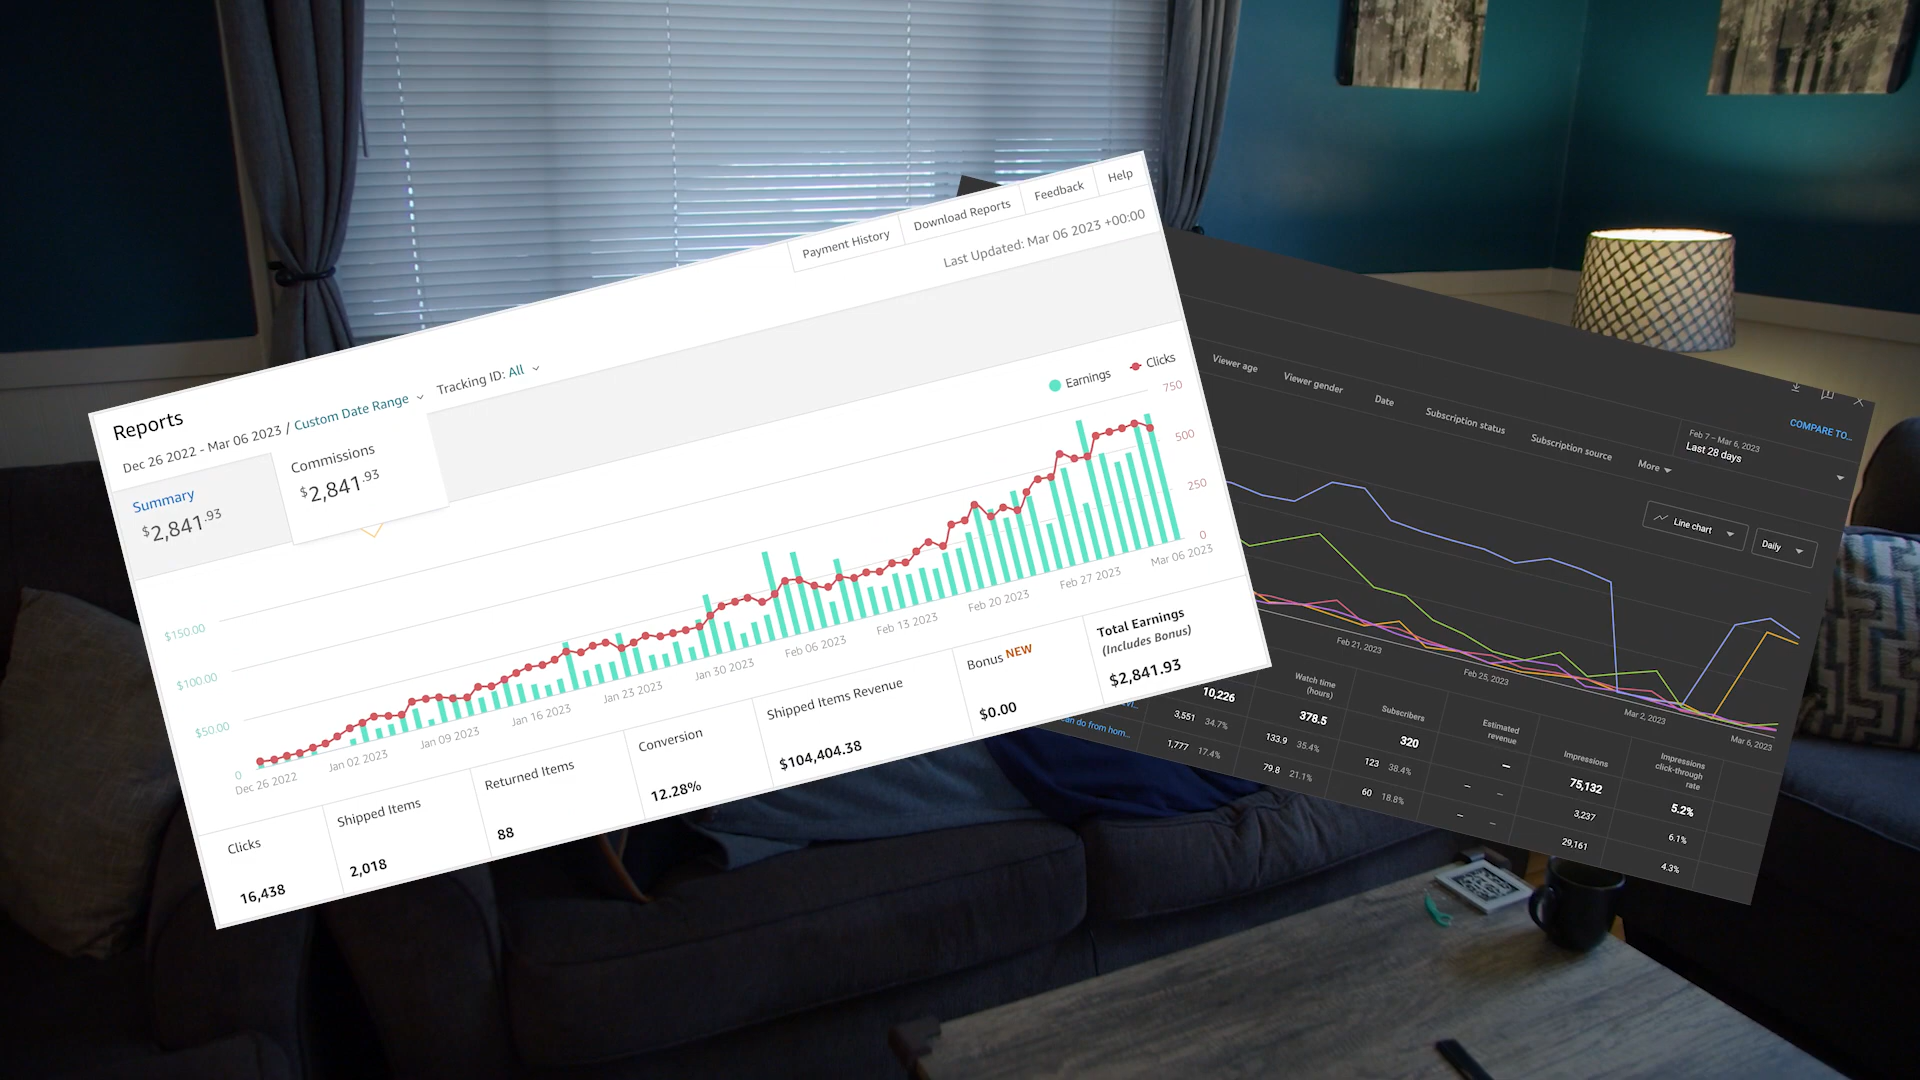 Payment History
Download Reports
Feedback
Help
Last Updated: Mar 06 2023 +00:00
Reports
Dec 26 2022 - Mar 06 2023 / Custom Date Range
Tracking ID: All
Summary
$2,841.93
Commissions
$2,841.93
Earnings
Clicks
750
500
250
0
$150.00
$100.00
$50.00
0
Dec 26 2022
Jan 02 2023
Jan 09 2023
Jan 16 2023
Jan 23 2023
Jan 30 2023
Feb 06 2023
Feb 13 2023
Feb 20 2023
Feb 27 2023
Mar 06 2023
Clicks
16,438
Shipped Items
2,018
Returned Items
88
Conversion
12.28%
Shipped Items Revenue
$104,404.38
Bonus NEW
$0.00
Total Earnings
(Includes Bonus)
$2,841.93
Viewer age
Viewer gender
Date
Subscription status
Subscription source
More
Feb 7 – Mar 6, 2023
Last 28 days
COMPARE TO...
Line chart
Daily
Feb 21, 2023
Feb 25, 2023
Mar 2, 2023
Mar 6, 2023
Watch time
(hours)
Subscribers
Estimated
revenue
Impressions
Impressions
click-through
rate
10,226
378.5
320
–
75,132
5.2%
3,551 34.7%
133.9 35.4%
123 38.4%
– –
3,237
6.1%
can do from hom...
1,777 17.4%
79.8 21.1%
60 18.8%
– –
29,161
4.3%